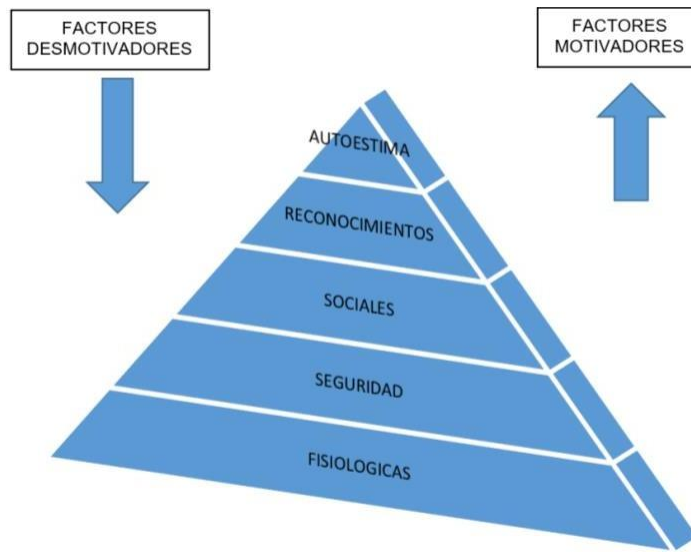 FACTORES
DESMOTIVADORES
FACTORES
MOTIVADORES
AUTOESTIMA
RECONOCIMIENTOS
SOCIALES
SEGURIDAD
FISIOLOGICAS